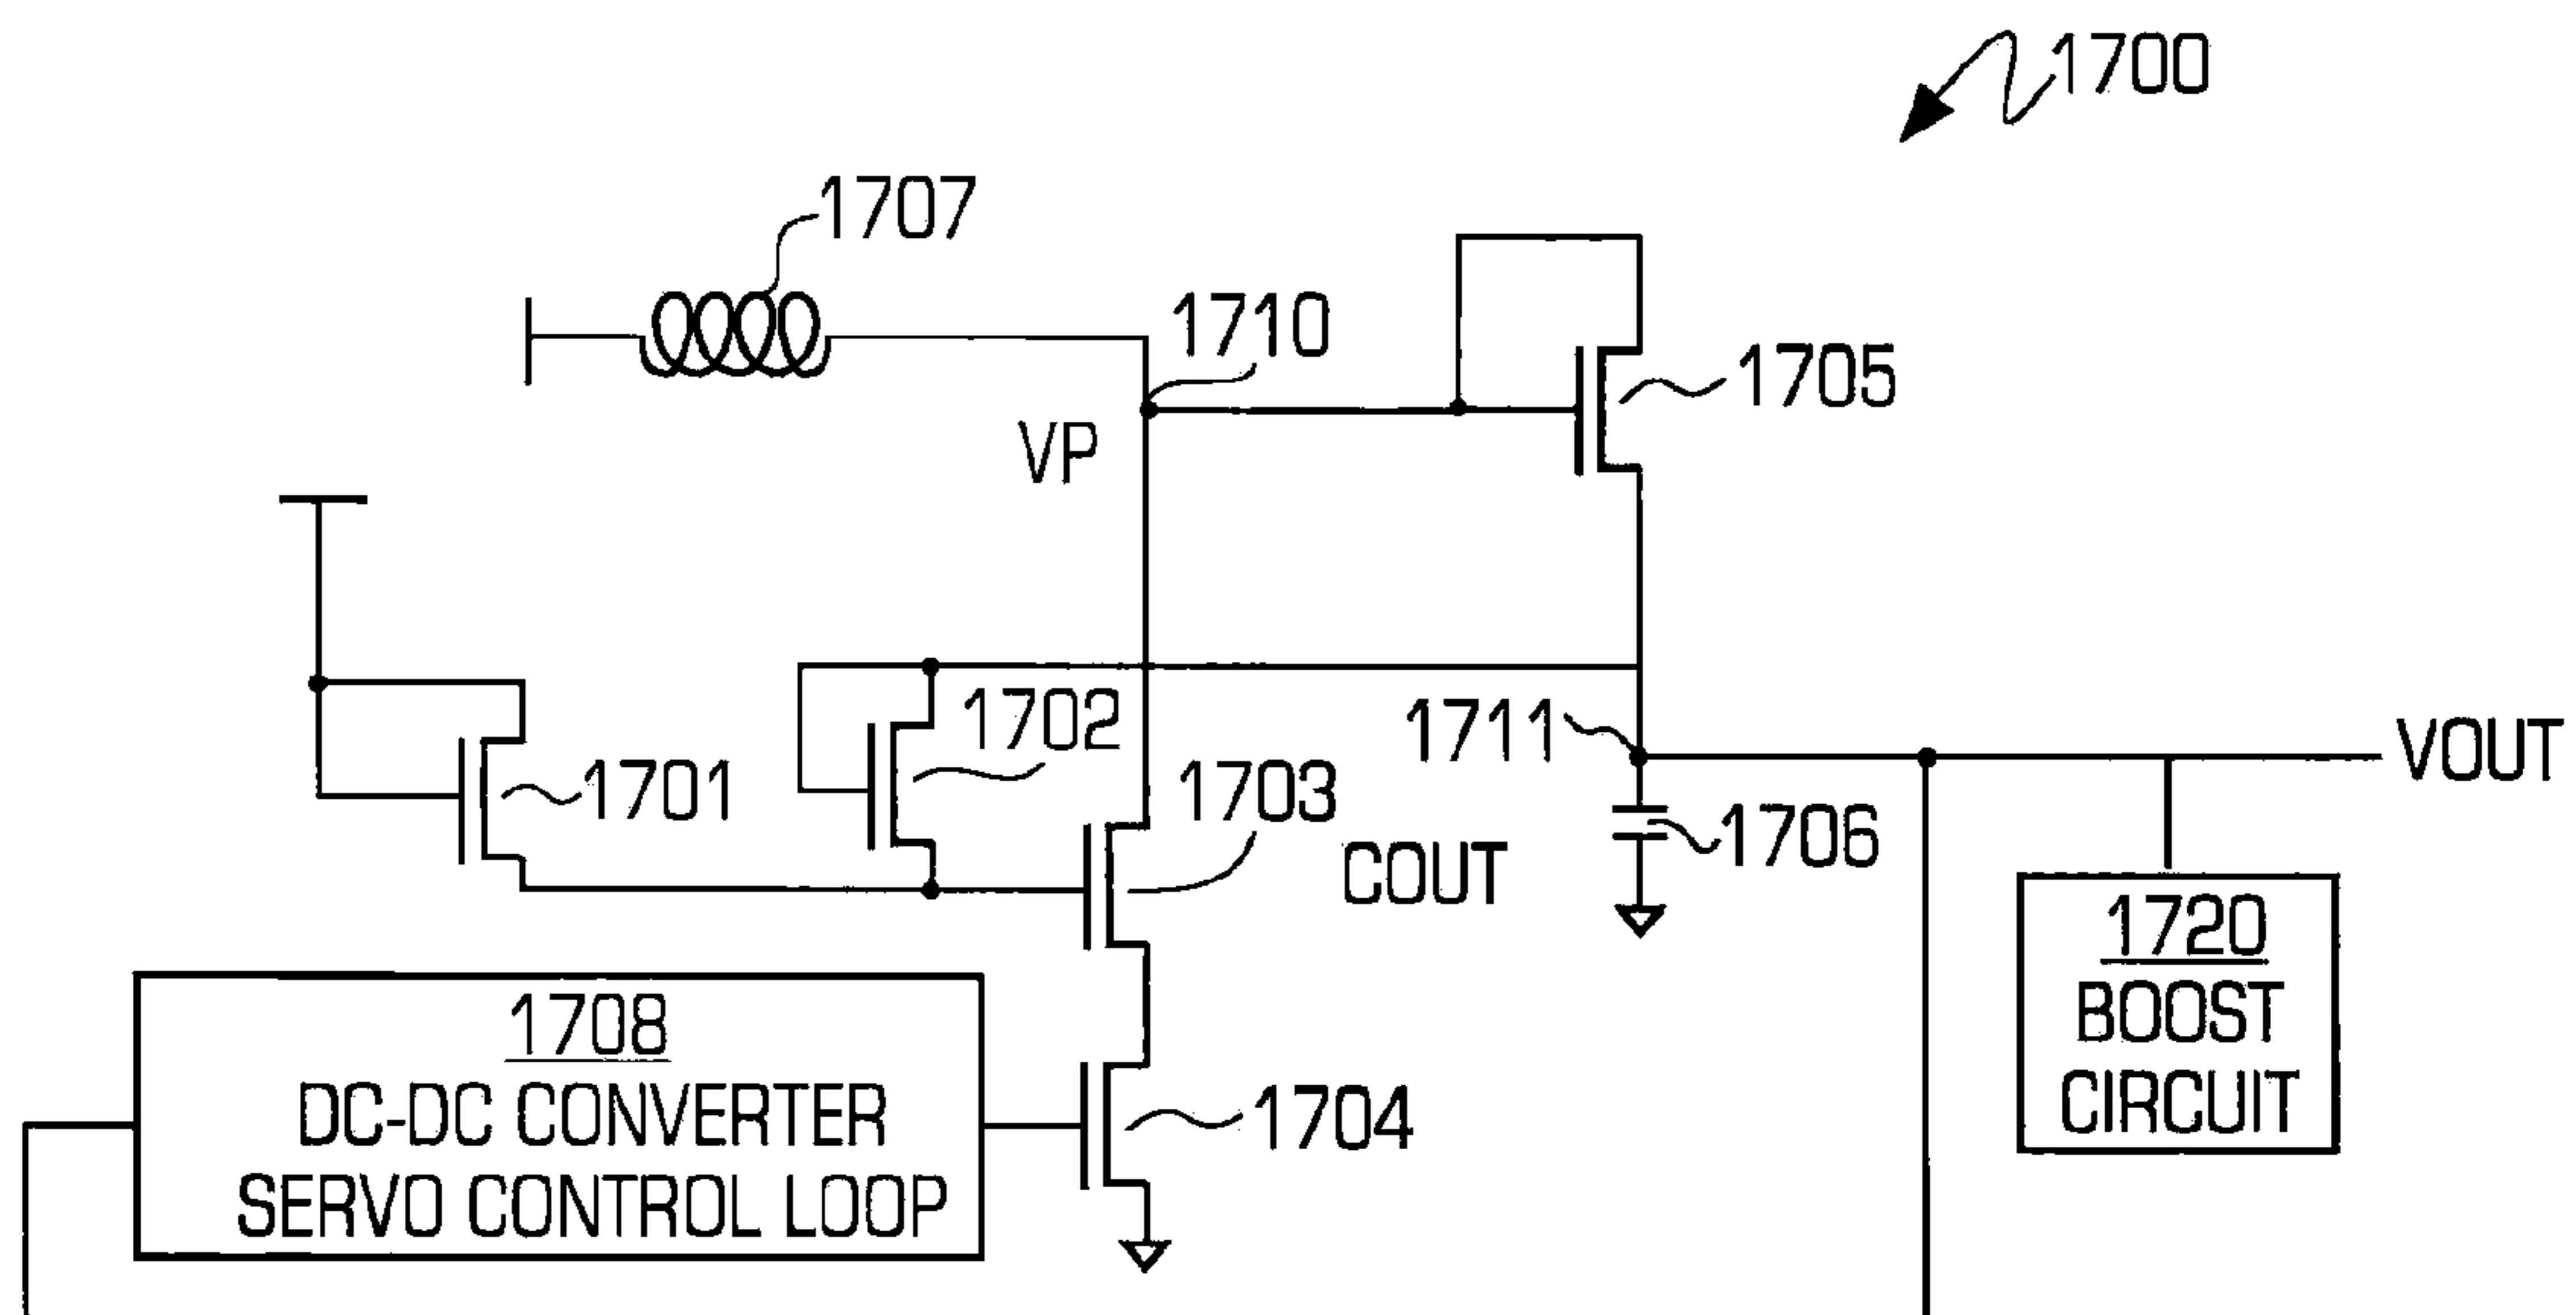 1700
1707
1710
1705
VP
1702
1711
VOUT
1701
1703
1706
COUT
1720
BOOST
CIRCUIT
1708
DC-DC CONVERTER
SERVO CONTROL LOOP
1704